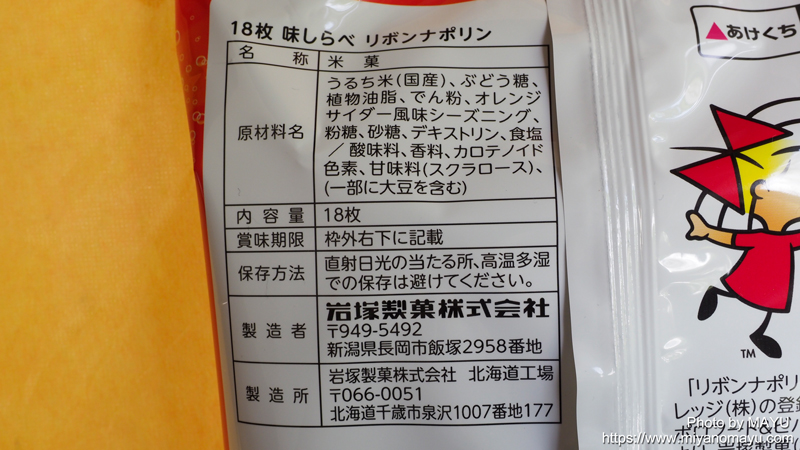 18枚 味しらべ リボンナポリン
名称 米菓
原材料名
うるち米(国産)、ぶどう糖、
植物油脂、でん粉、オレンジ
サイダー風味シーズニング、
粉糖、砂糖、デキストリン、食塩
／酸味料、香料、カロテノイド
色素、甘味料(スクラロース)、
(一部に大豆を含む)
内容量 18枚
賞味期限 枠外右下に記載
保存方法
直射日光の当たる所、高温多湿
での保存は避けてください。
製造者
岩塚製菓株式会社
〒949-5492
新潟県長岡市飯塚2958番地
製造所
岩塚製菓株式会社 北海道工場
〒066-0051
北海道千歳市泉沢1007番地177
▲あけくち
TM
「リボンナポリ
レッジ(株)の登録
Photo by MAYU
https://www.miyanomayu.com/